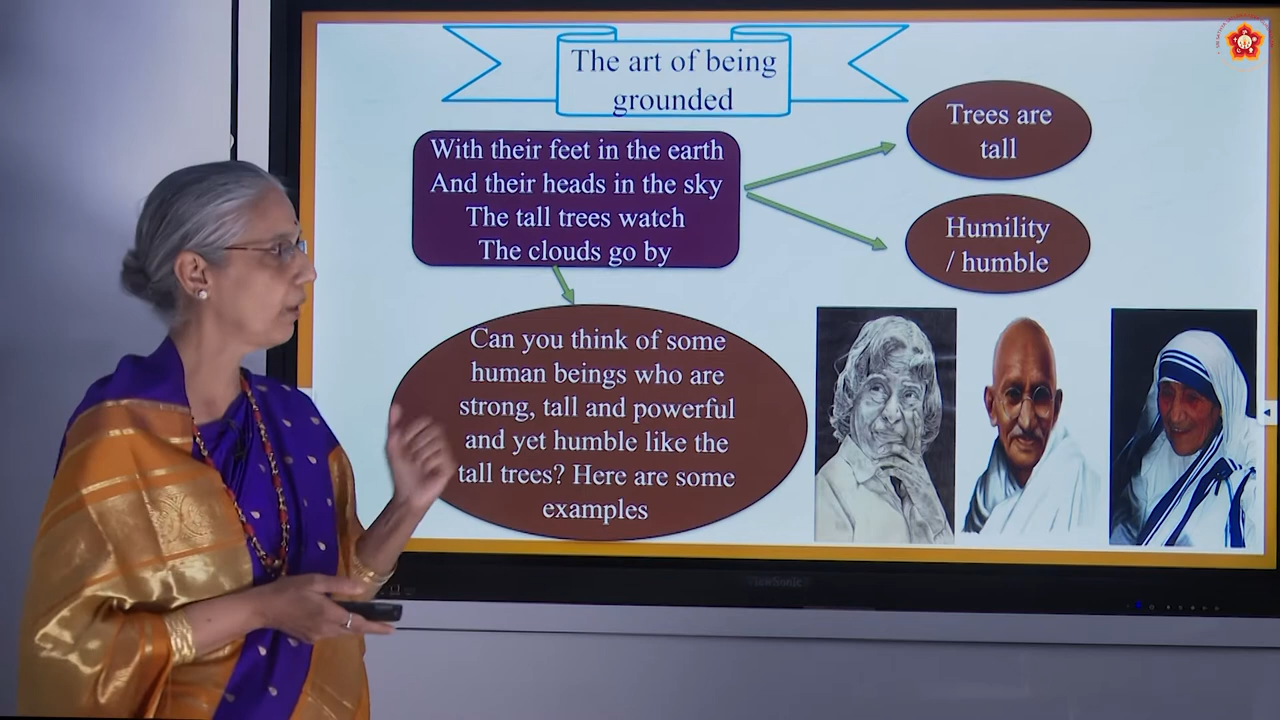 The art of being
grounded
With their feet in the earth
And their heads in the sky
The tall trees watch
The clouds go by
Trees are
tall
Humility
/ humble
Can you think of some
human beings who are
strong, tall and powerful
and yet humble like the
tall trees? Here are some
examples
ViewSonic